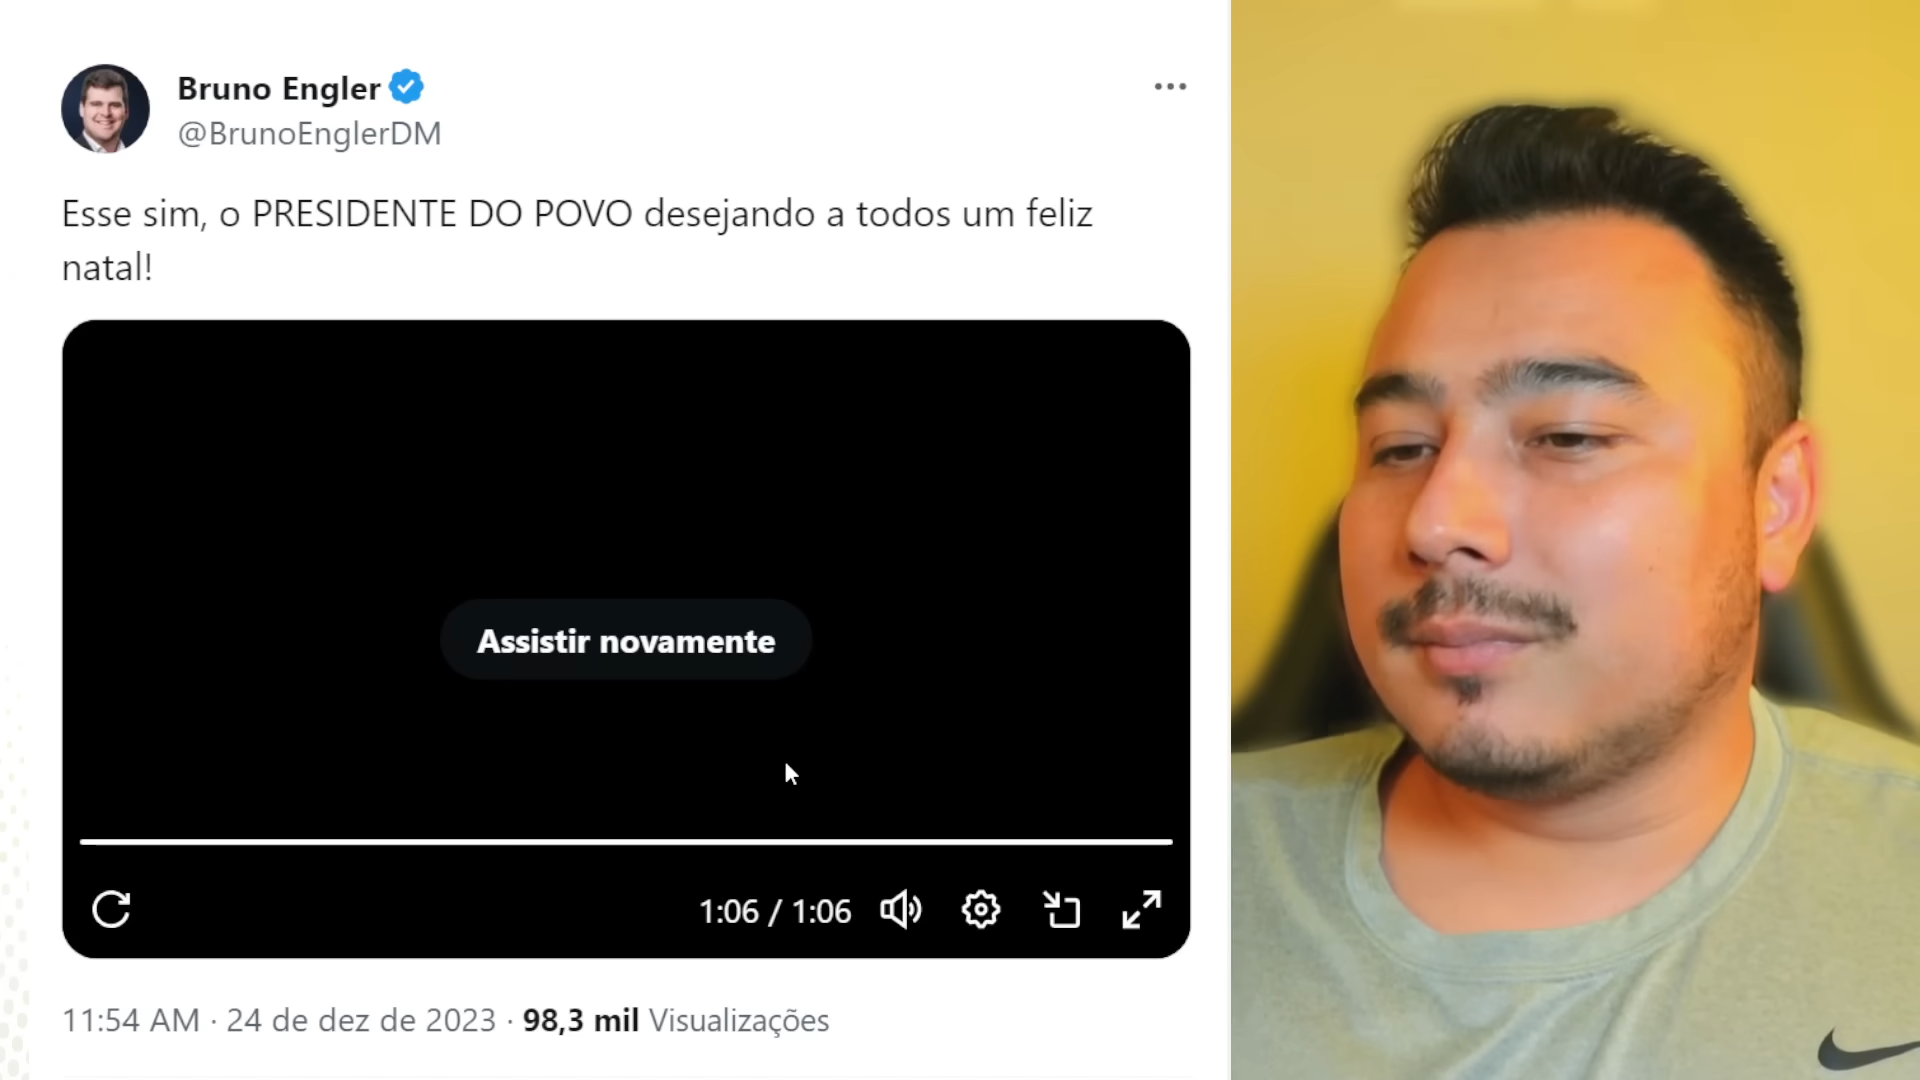 Bruno Engler
@BrunoEnglerDM
Esse sim, o PRESIDENTE DO POVO desejando a todos um feliz
natal!
Assistir novamente
1:06 / 1:06
11:54 AM · 24 de dez de 2023 · 98,3 mil Visualizações